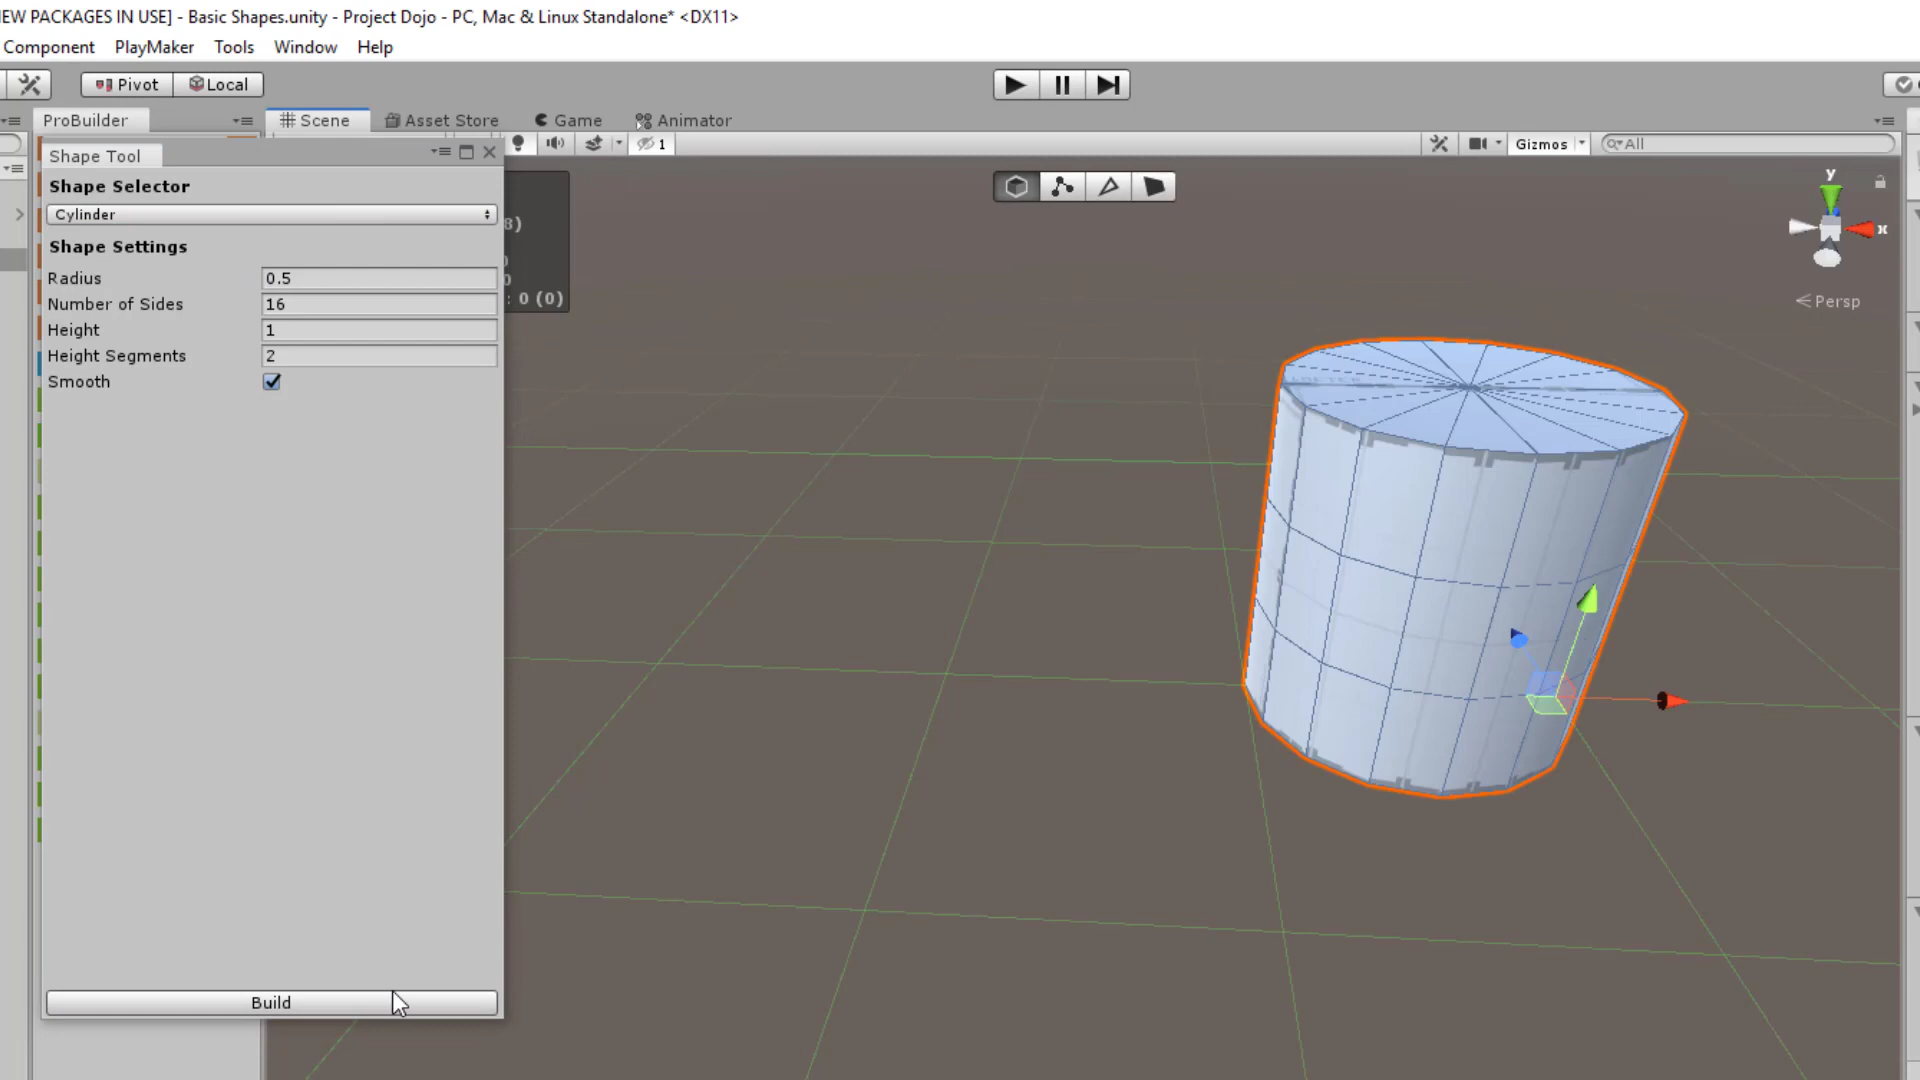 EW PACKAGES IN USE] - Basic Shapes.unity - Project Dojo - PC, Mac & Linux Standalone* <DX11>
Component PlayMaker Tools Window Help
Pivot Local
ProBuilder Scene Asset Store Game Animator
Shape Tool 1 Gizmos All
Shape Selector
Cylinder
8)
Shape Settings
Radius 0.5
Number of Sides 16
: 0 (0)
Height 1
Height Segments 2
Smooth
y
x
Persp
Build